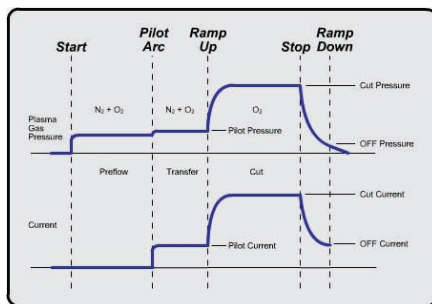 Start
Pilot
Arc
Ramp
Up
Stop
Ramp
Down
N₂ + O₂
N₂ + O₂
O₂
Cut Pressure
Plasma
Gas
Pressure
Pilot Pressure
OFF Pressure
Preflow
Transfer
Cut
Cut Current
Current
Pilot Current
OFF Current